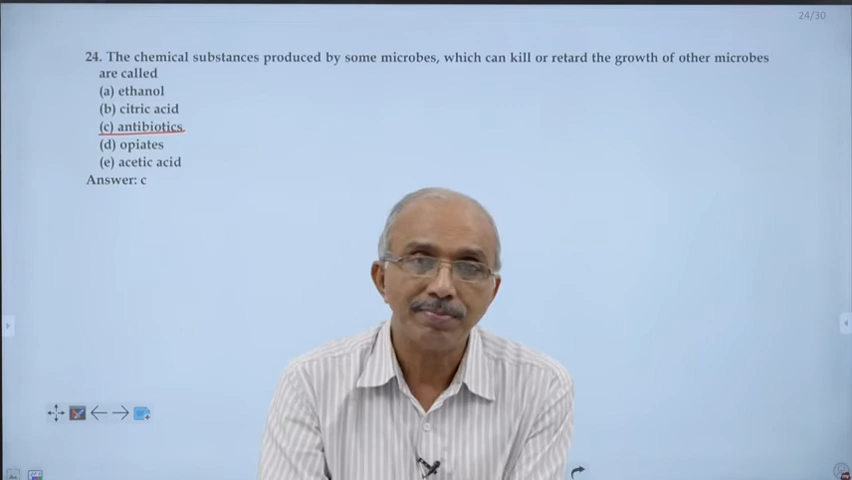 24/30
24. The chemical substances produced by some microbes, which can kill or retard the growth of other microbes
are called
(a) ethanol
(b) citric acid
(c) antibiotics
(d) opiates
(e) acetic acid
Answer: c